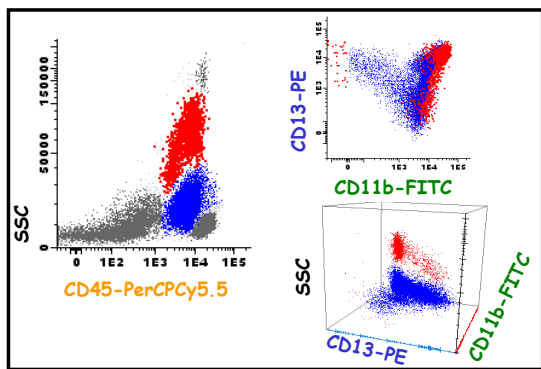 SSC
150000
50000
0
0 1E2 1E3 1E4 1E5
CD45-PerCPCy5.5
CD13-PE
1E5
1E4
1E3
0
0 1E3 1E4 1E5
CD11b-FITC
SSC
CD13-PE
CD11b-FITC